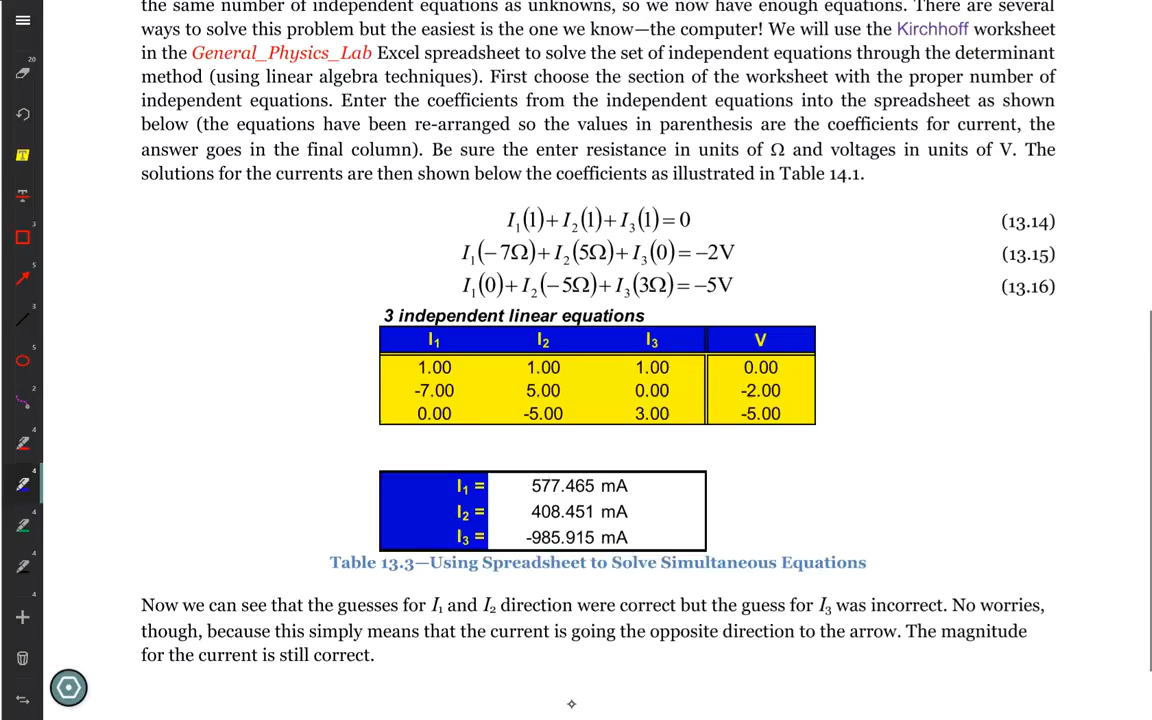 the same number of independent equations as unknowns, so we now have enough equations. There are several
ways to solve this problem but the easiest is the one we know—the computer! We will use the Kirchhoff worksheet
in the General_Physics_Lab Excel spreadsheet to solve the set of independent equations through the determinant
method (using linear algebra techniques). First choose the section of the worksheet with the proper number of
independent equations. Enter the coefficients from the independent equations into the spreadsheet as shown
below (the equations have been re-arranged so the values in parenthesis are the coefficients for current, the
answer goes in the final column). Be sure the enter resistance in units of Ω and voltages in units of V. The
solutions for the currents are then shown below the coefficients as illustrated in Table 14.1.
I₁(1)+I₂(1)+I₃(1)=0 (13.14)
I₁(−7Ω)+I₂(5Ω)+I₃(0)=−2V (13.15)
I₁(0)+I₂(−5Ω)+I₃(3Ω)=−5V (13.16)
3 independent linear equations
I₁ I₂ I₃ V
1.00 1.00 1.00 0.00
-7.00 5.00 0.00 -2.00
0.00 -5.00 3.00 -5.00
I₁ = 577.465 mA
I₂ = 408.451 mA
I₃ = -985.915 mA
Table 13.3—Using Spreadsheet to Solve Simultaneous Equations
Now we can see that the guesses for I₁ and I₂ direction were correct but the guess for I₃ was incorrect. No worries,
though, because this simply means that the current is going the opposite direction to the arrow. The magnitude
for the current is still correct.
20
T
T
3
5
3
5
2
4
4
4
4
4